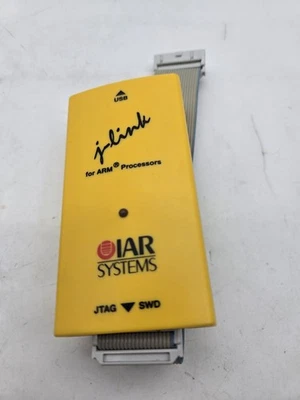 USB
j-link
for ARM® Processors
IAR
SYSTEMS
JTAG SWD